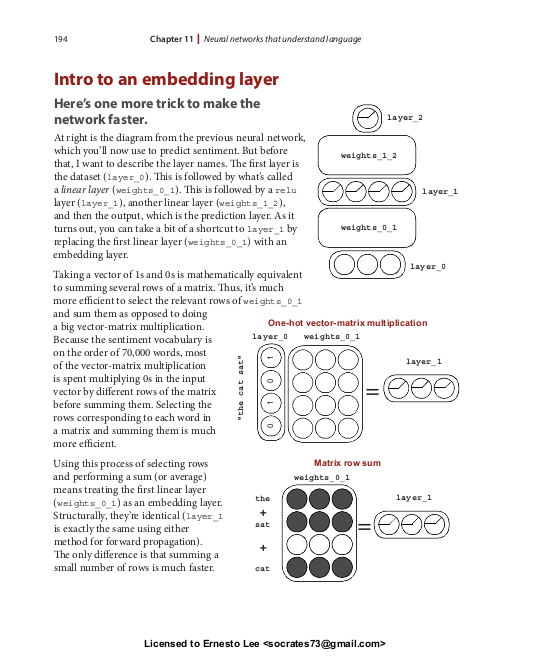 194
Chapter 11 | Neural networks that understand language
Intro to an embedding layer
Here's one more trick to make the
network faster.
At right is the diagram from the previous neural network,
which you'll now use to predict sentiment. But before
that, I want to describe the layer names. The first layer is
the dataset (layer_0). This is followed by what's called
a linear layer (weights_0_1). This is followed by a relu
layer (layer_1), another linear layer (weights_1_2),
and then the output, which is the prediction layer. As it
turns out, you can take a bit of a shortcut to layer_1 by
replacing the first linear layer (weights_0_1) with an
embedding layer.
Taking a vector of 1s and 0s is mathematically equivalent
to summing several rows of a matrix. Thus, it's much
more efficient to select the relevant rows of weights_0_1
and sum them as opposed to doing
a big vector-matrix multiplication.
Because the sentiment vocabulary is
on the order of 70,000 words, most
of the vector-matrix multiplication
is spent multiplying 0s in the input
vector by different rows of the matrix
before summing them. Selecting the
rows corresponding to each word in
a matrix and summing them is much
more efficient.
Using this process of selecting rows
and performing a sum (or average)
means treating the first linear layer
(weights_0_1) as an embedding layer.
Structurally, they're identical (layer_1
is exactly the same using either
method for forward propagation).
The only difference is that summing a
small number of rows is much faster.
layer_2
weights_1_2
layer_1
weights_0_1
layer_0
One-hot vector-matrix multiplication
layer_0
weights_0_1
"the cat sat"
1
0
1
0
=
layer_1
Matrix row sum
weights_0_1
the
+
sat
+
cat
=
layer_1
Licensed to Ernesto Lee <socrates73@gmail.com>